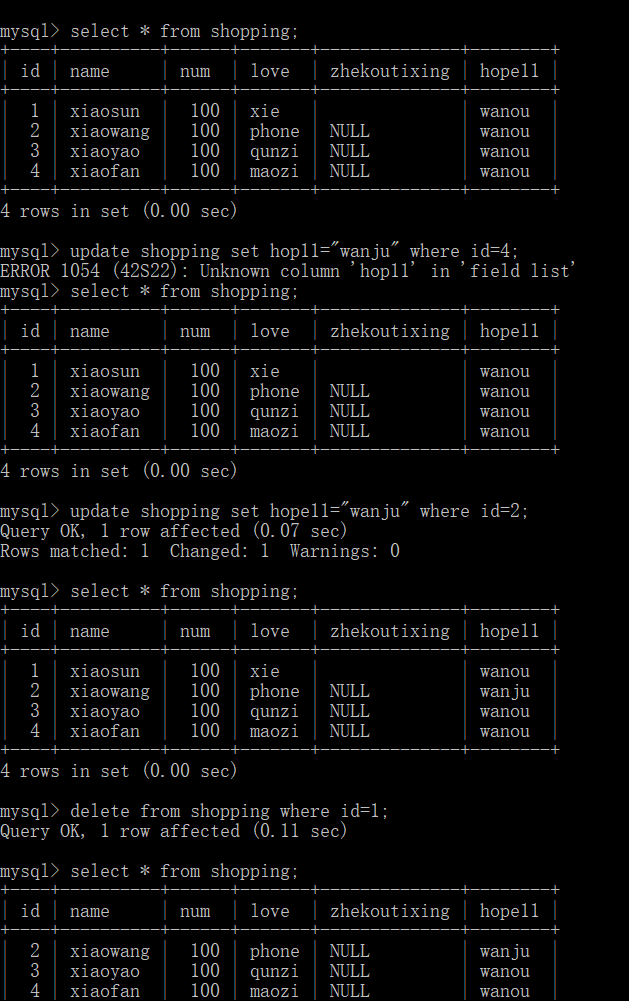 mysql> select * from shopping;
+----+----------+------+-------+--------------+--------+
| id | name     | num  | love  | zhekoutixing | hope11 |
+----+----------+------+-------+--------------+--------+
|  1 | xiaosun  |  100 | xie   |              | wanou  |
|  2 | xiaowang |  100 | phone | NULL         | wanou  |
|  3 | xiaoyao  |  100 | qunzi | NULL         | wanou  |
|  4 | xiaofan  |  100 | maozi | NULL         | wanou  |
+----+----------+------+-------+--------------+--------+
4 rows in set (0.00 sec)
mysql> update shopping set hop11="wanju" where id=4;
ERROR 1054 (42S22): Unknown column 'hop11' in 'field list'
mysql> select * from shopping;
+----+----------+------+-------+--------------+--------+
| id | name     | num  | love  | zhekoutixing | hope11 |
+----+----------+------+-------+--------------+--------+
|  1 | xiaosun  |  100 | xie   |              | wanou  |
|  2 | xiaowang |  100 | phone | NULL         | wanou  |
|  3 | xiaoyao  |  100 | qunzi | NULL         | wanou  |
|  4 | xiaofan  |  100 | maozi | NULL         | wanou  |
+----+----------+------+-------+--------------+--------+
4 rows in set (0.00 sec)
mysql> update shopping set hope11="wanju" where id=2;
Query OK, 1 row affected (0.07 sec)
Rows matched: 1  Changed: 1  Warnings: 0
mysql> select * from shopping;
+----+----------+------+-------+--------------+--------+
| id | name     | num  | love  | zhekoutixing | hope11 |
+----+----------+------+-------+--------------+--------+
|  1 | xiaosun  |  100 | xie   |              | wanou  |
|  2 | xiaowang |  100 | phone | NULL         | wanju  |
|  3 | xiaoyao  |  100 | qunzi | NULL         | wanou  |
|  4 | xiaofan  |  100 | maozi | NULL         | wanou  |
+----+----------+------+-------+--------------+--------+
4 rows in set (0.00 sec)
mysql> delete from shopping where id=1;
Query OK, 1 row affected (0.11 sec)
mysql> select * from shopping;
+----+----------+------+-------+--------------+--------+
| id | name     | num  | love  | zhekoutixing | hope11 |
+----+----------+------+-------+--------------+--------+
|  2 | xiaowang |  100 | phone | NULL         | wanju  |
|  3 | xiaoyao  |  100 | qunzi | NULL         | wanou  |
|  4 | xiaofan  |  100 | maozi | NULL         | wanou  |